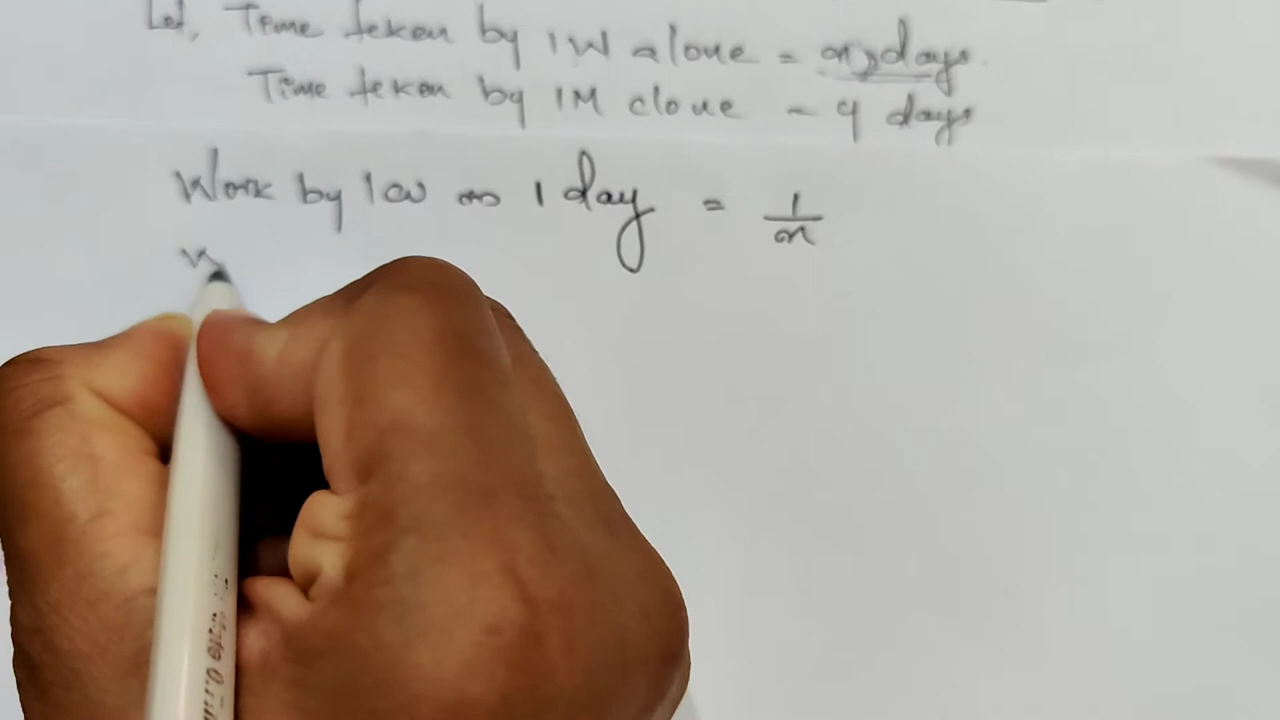 Let, Time taken by 1W alone = x days.
Time taken by 1M alone = y days
Work by 1W in 1 day = 1/x
W